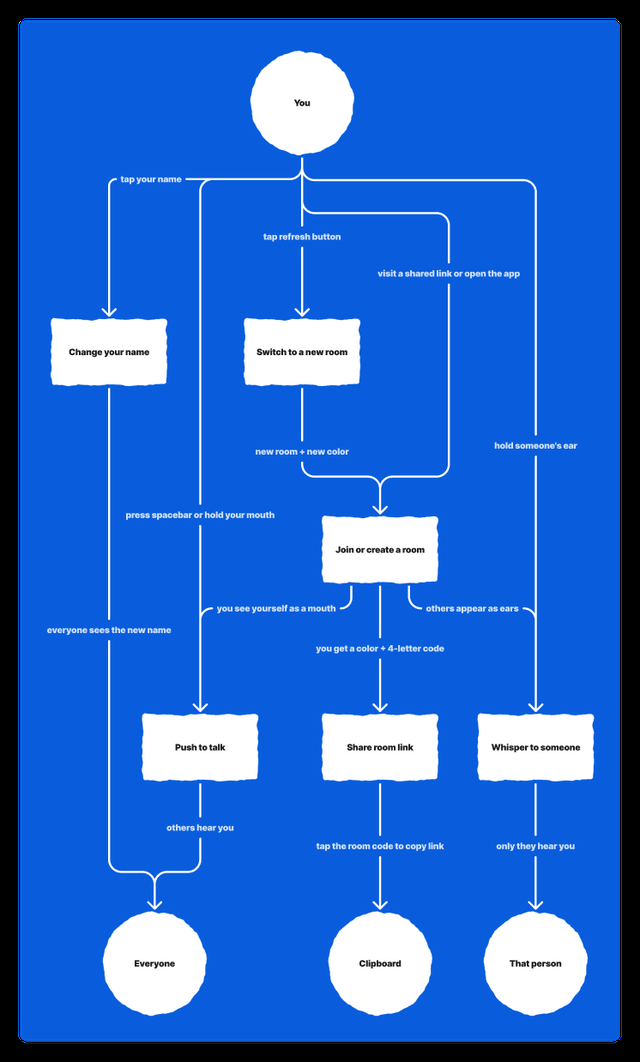 You
tap your name
tap refresh button
visit a shared link or open the app
Change your name
Switch to a new room
hold someone's ear
new room + new color
press spacebar or hold your mouth
Join or create a room
you see yourself as a mouth
others appear as ears
everyone sees the new name
you get a color + 4-letter code
Push to talk
Share room link
Whisper to someone
others hear you
tap the room code to copy link
only they hear you
Everyone
Clipboard
That person